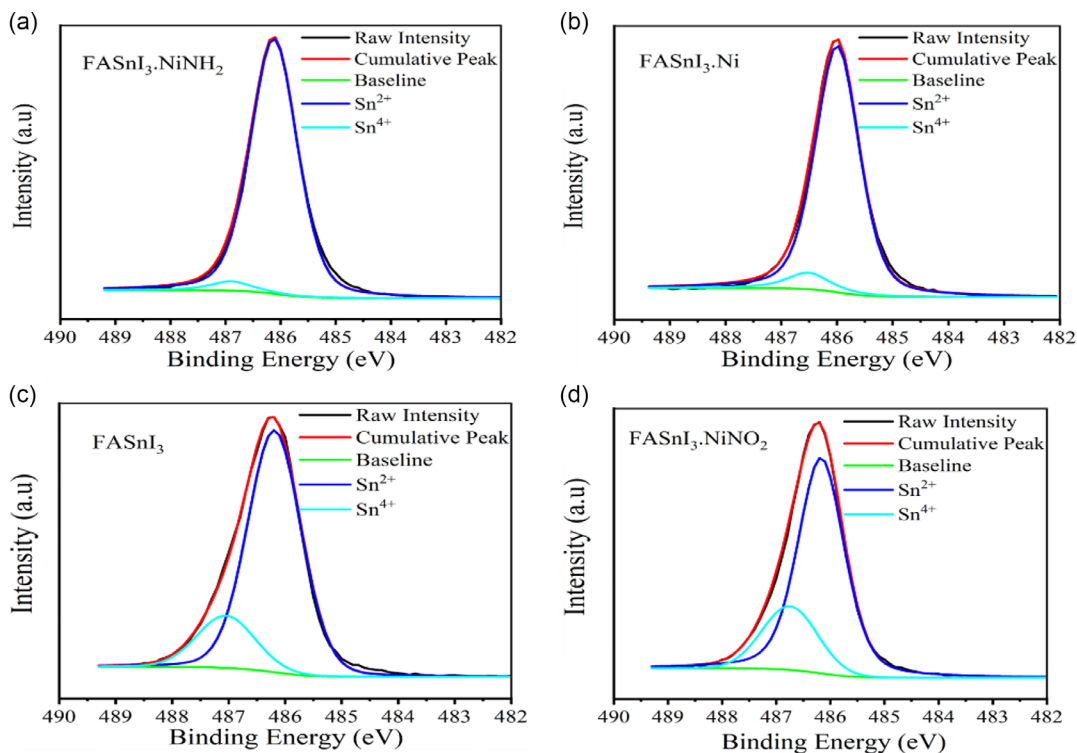 (a)
FASnI₃.NiNH₂
Raw Intensity
Cumulative Peak
Baseline
Sn²⁺
Sn⁴⁺
Intensity (a.u)
490 489 488 487 486 485 484 483 482
Binding Energy (eV)
(b)
FASnI₃.Ni
Raw Intensity
Cumulative Peak
Baseline
Sn²⁺
Sn⁴⁺
Intensity (a.u)
490 489 488 487 486 485 484 483 482
Binding Energy (eV)
(c)
FASnI₃
Raw Intensity
Cumulative Peak
Baseline
Sn²⁺
Sn⁴⁺
Intensity (a.u)
490 489 488 487 486 485 484 483 482
Binding Energy (eV)
(d)
FASnI₃.NiNO₂
Raw Intensity
Cumulative Peak
Baseline
Sn²⁺
Sn⁴⁺
Intensity (a.u)
490 489 488 487 486 485 484 483 482
Binding Energy (eV)